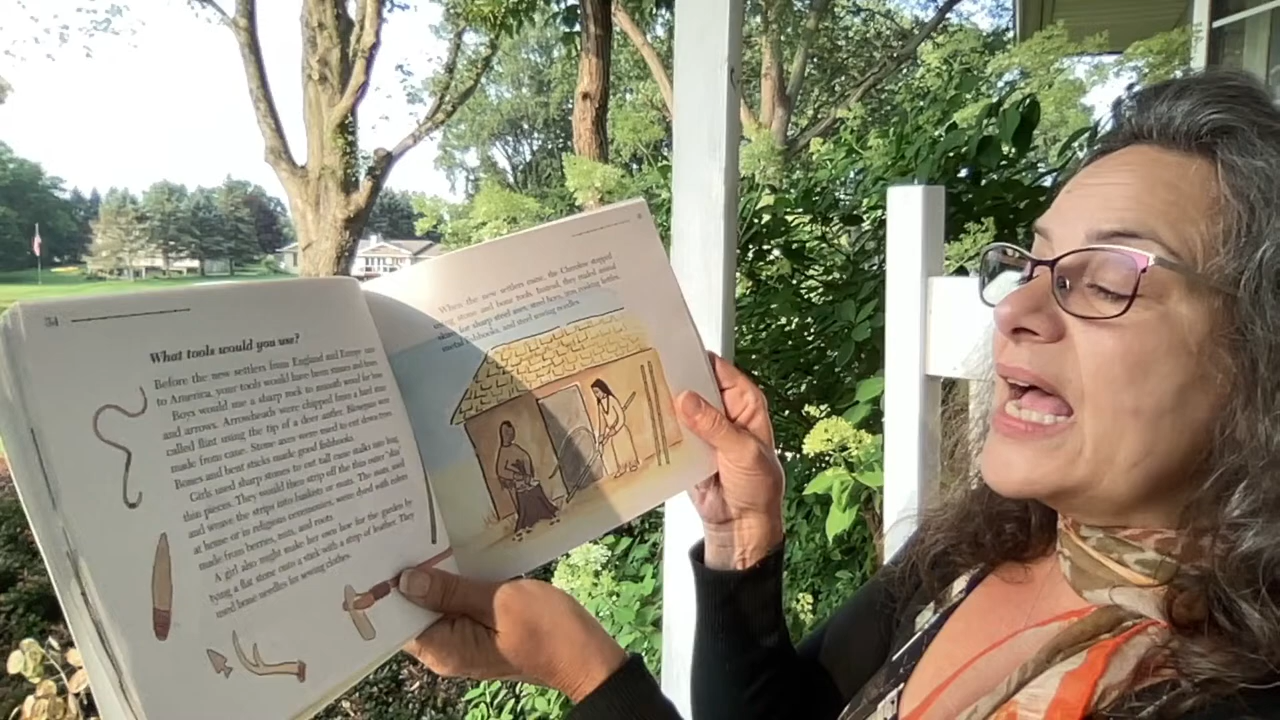 What tools would you use?
Before the new settlers from England and Europe came
to America, your tools would have been stones and bones.
Boys would use a sharp rock to smooth wood for bows
and arrows. Arrowheads were chipped from a hard stone
called flint using the tip of a deer antler. Blowguns were
made from cane. Stone axes were used to cut down trees.
Bones and bent sticks made good fishhooks.
Girls used sharp stones to cut tall cane stalks into long,
thin pieces. They would then strip off the thin outer "skin"
and weave the strips into baskets or mats. The mats, used
at home or in religious ceremonies, were dyed with colors
made from berries, nuts, and roots.
A girl also might make her own hoe for the garden by
tying a flat stone onto a stick with a strip of leather. They
used bone needles for sewing clothes.
When the new settlers came, the Cherokee stopped
using stone and bone tools. Instead, they traded animal
skins for sharp steel axes, steel hoes, iron cooking kettles,
metal fishhooks, and steel sewing needles.